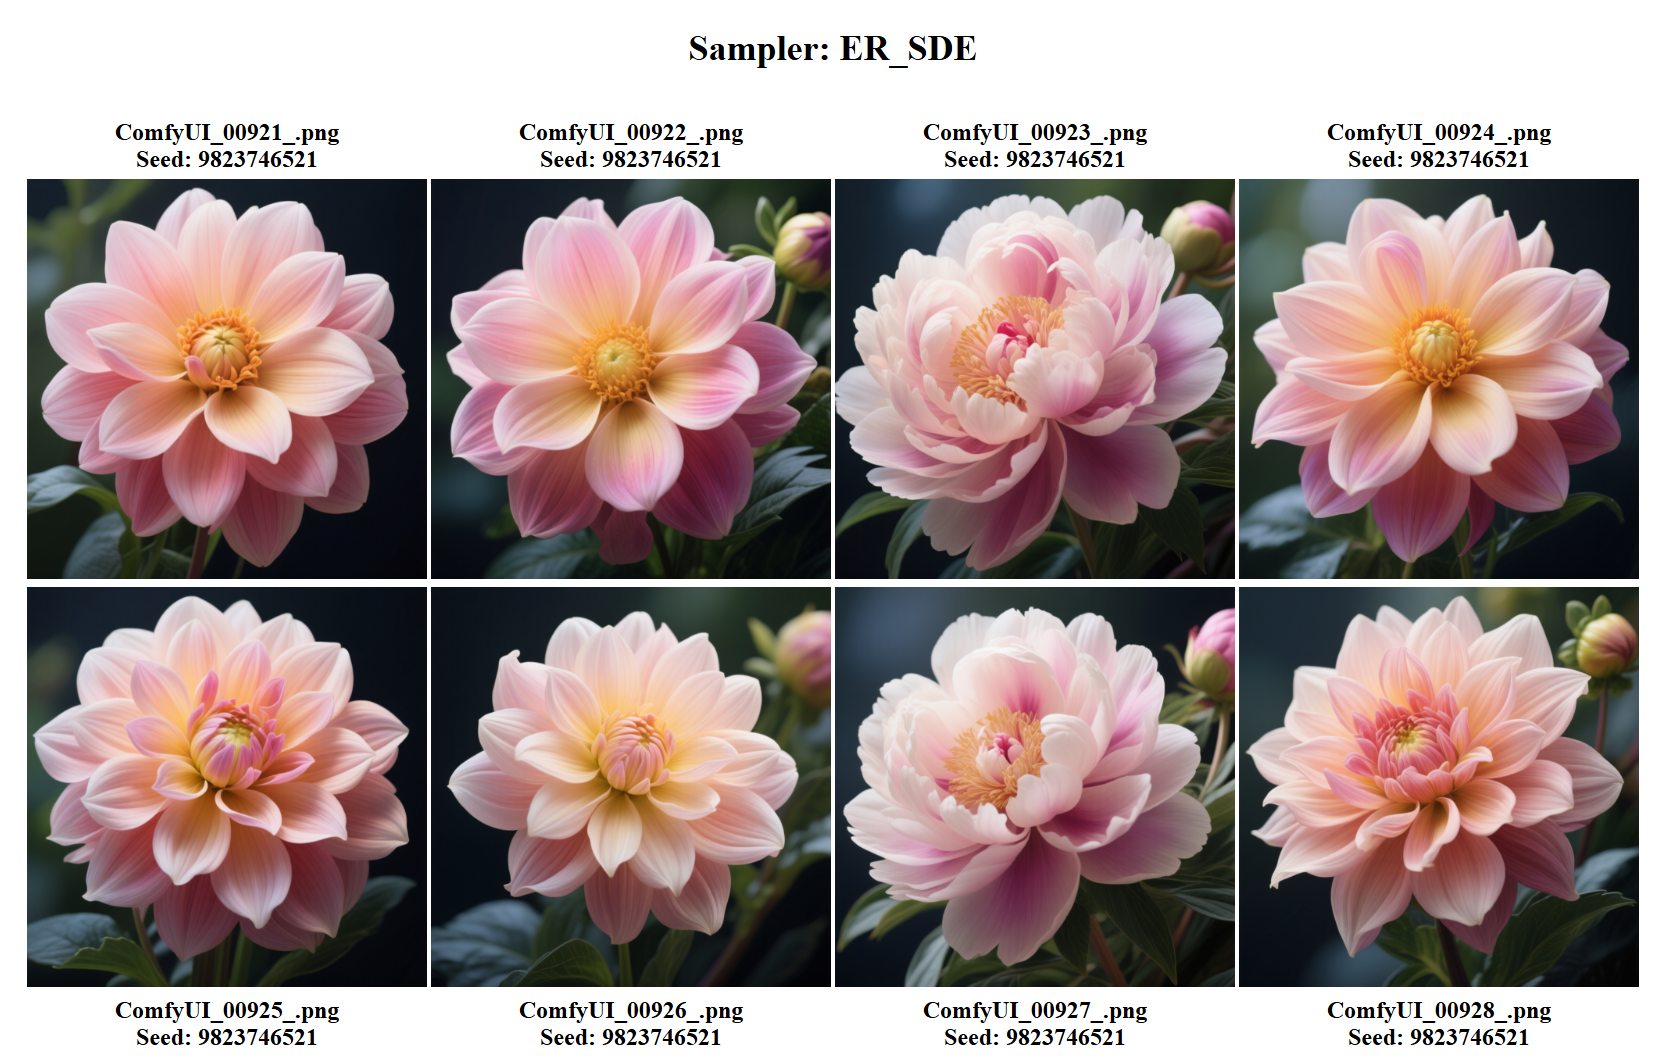 Sampler: ER_SDE
ComfyUI_00921_.png
Seed: 9823746521
ComfyUI_00922_.png
Seed: 9823746521
ComfyUI_00923_.png
Seed: 9823746521
ComfyUI_00924_.png
Seed: 9823746521
ComfyUI_00925_.png
Seed: 9823746521
ComfyUI_00926_.png
Seed: 9823746521
ComfyUI_00927_.png
Seed: 9823746521
ComfyUI_00928_.png
Seed: 9823746521